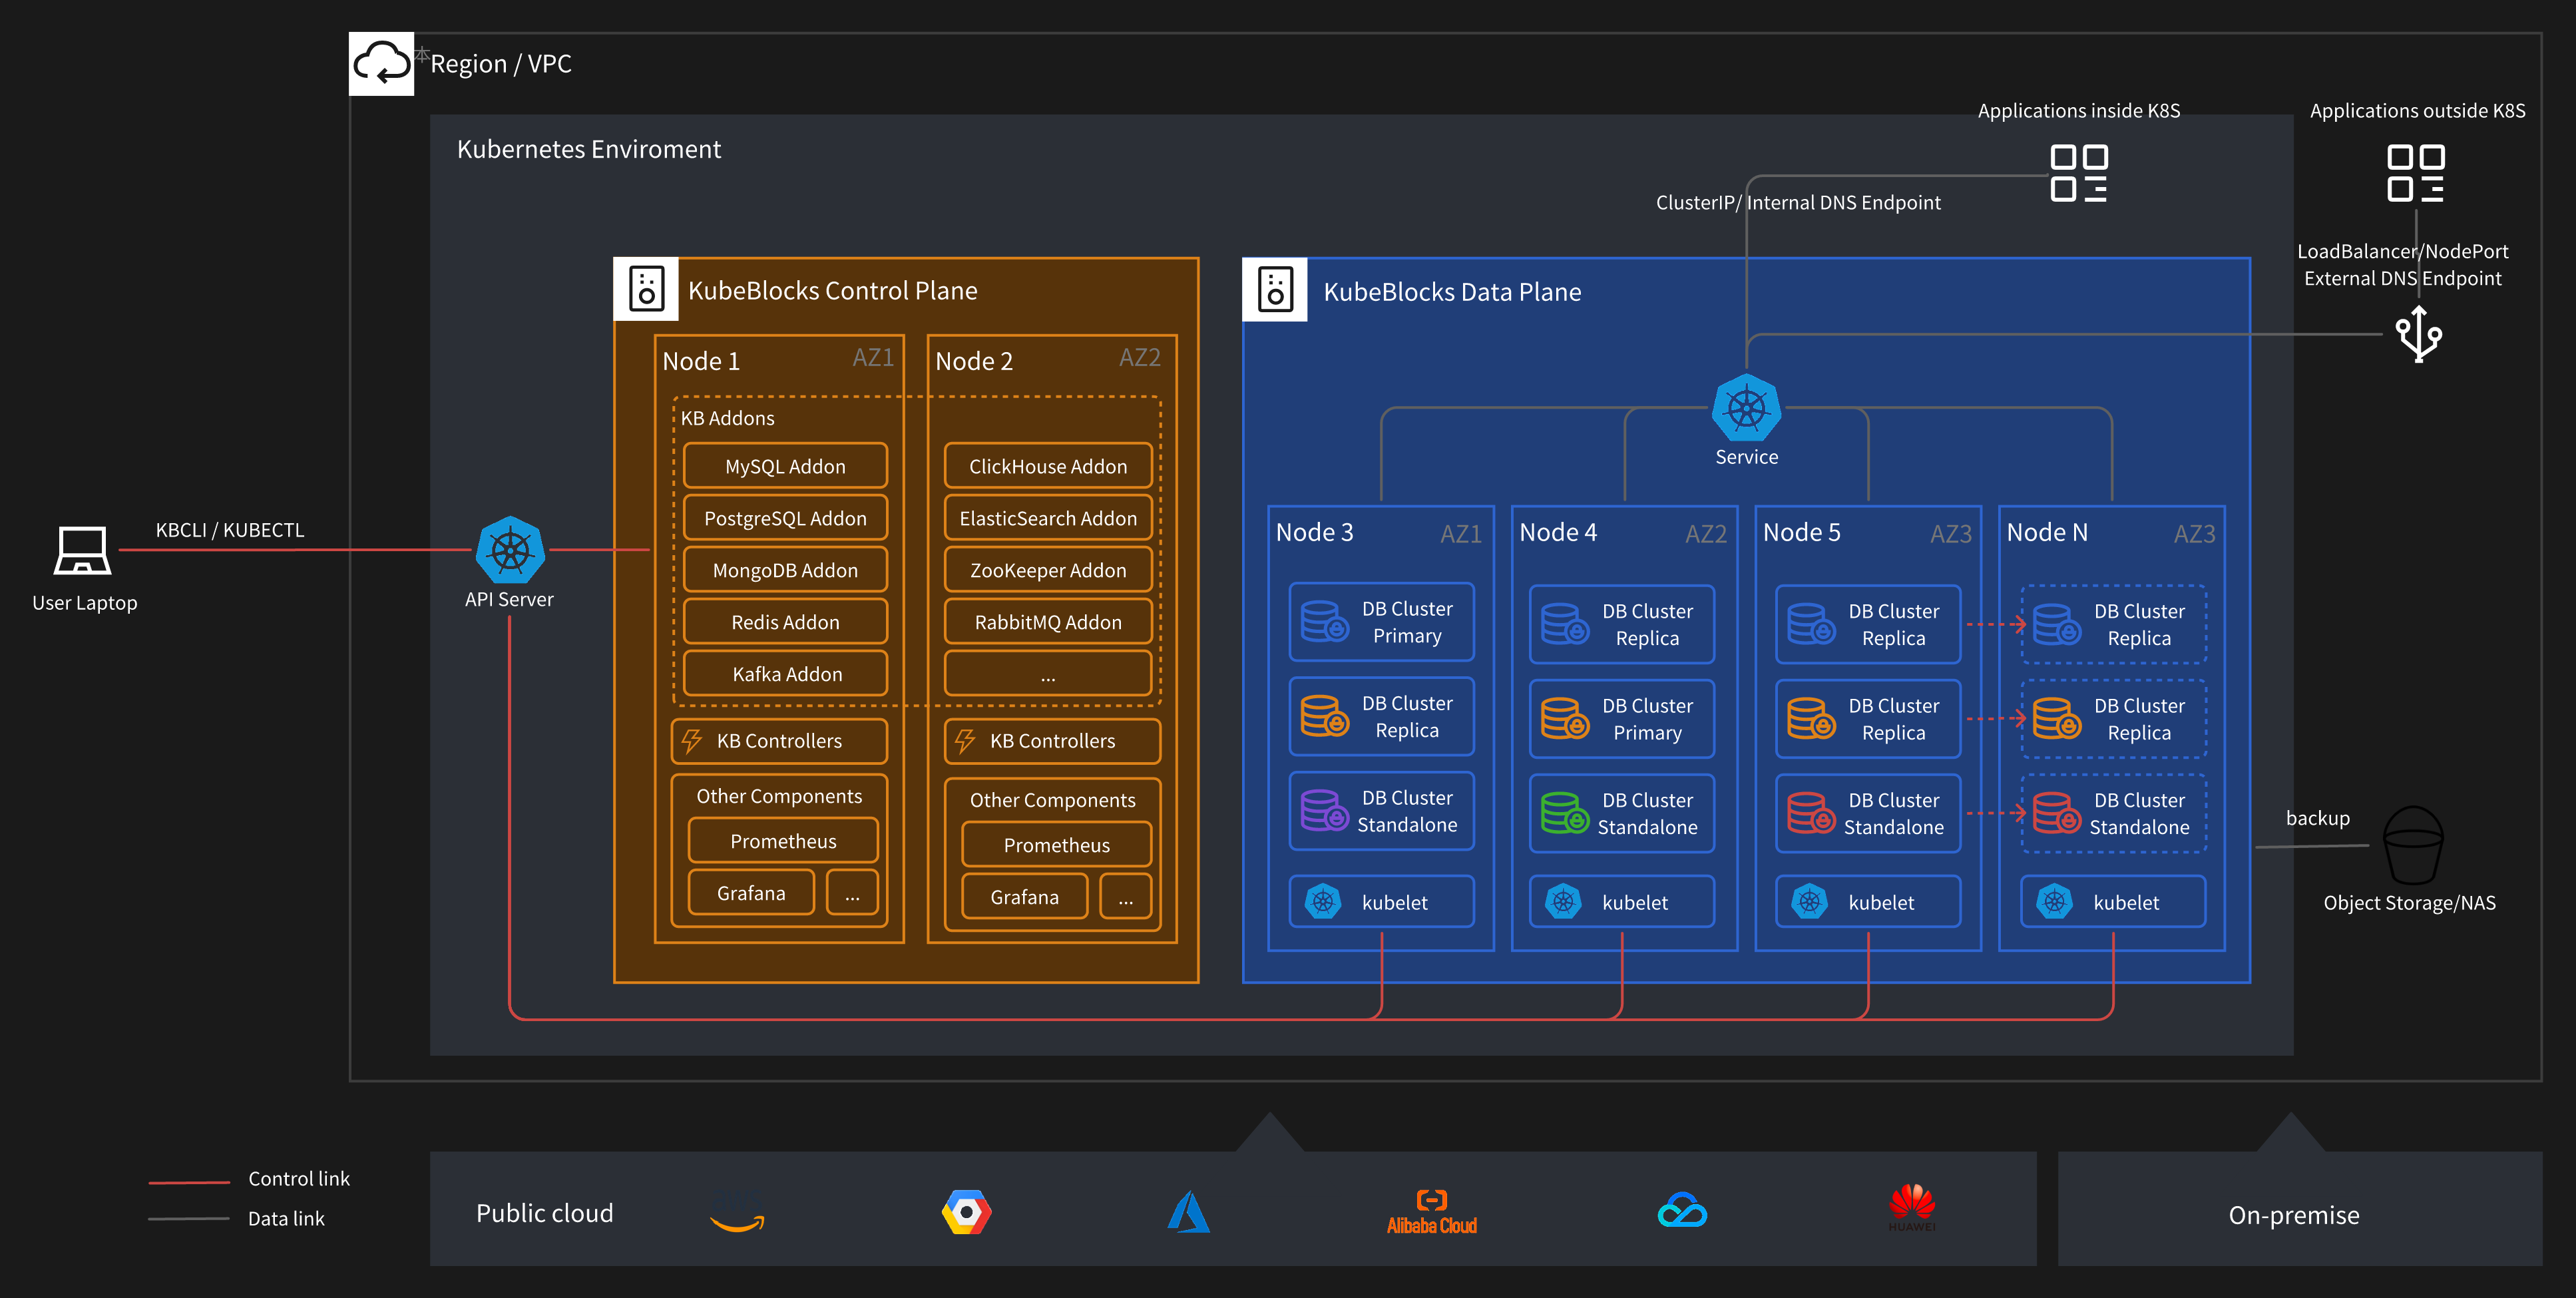 本
Region / VPC
Kubernetes Enviroment
Applications inside K8S
Applications outside K8S
ClusterIP/ Internal DNS Endpoint
LoadBalancer/NodePort
External DNS Endpoint
KubeBlocks Control Plane
Node 1
AZ1
Node 2
AZ2
KB Addons
MySQL Addon
PostgreSQL Addon
MongoDB Addon
Redis Addon
Kafka Addon
ClickHouse Addon
ElasticSearch Addon
ZooKeeper Addon
RabbitMQ Addon
...
KB Controllers
KB Controllers
Other Components
Prometheus
Grafana
...
Other Components
Prometheus
Grafana
...
KBCLI / KUBECTL
User Laptop
API Server
KubeBlocks Data Plane
Service
Node 3
AZ1
DB Cluster
Primary
DB Cluster
Replica
DB Cluster
Standalone
kubelet
Node 4
AZ2
DB Cluster
Replica
DB Cluster
Primary
DB Cluster
Standalone
kubelet
Node 5
AZ3
DB Cluster
Replica
DB Cluster
Replica
DB Cluster
Standalone
kubelet
Node N
AZ3
DB Cluster
Replica
DB Cluster
Replica
DB Cluster
Standalone
kubelet
backup
Object Storage/NAS
Control link
Data link
Public cloud
Alibaba Cloud
HUAWEI
On-premise